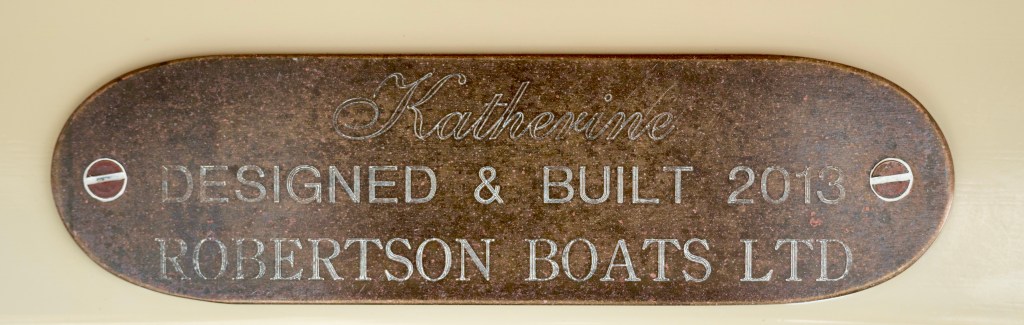 Katherine
DESIGNED & BUILT 2013
ROBERTSON BOATS LTD